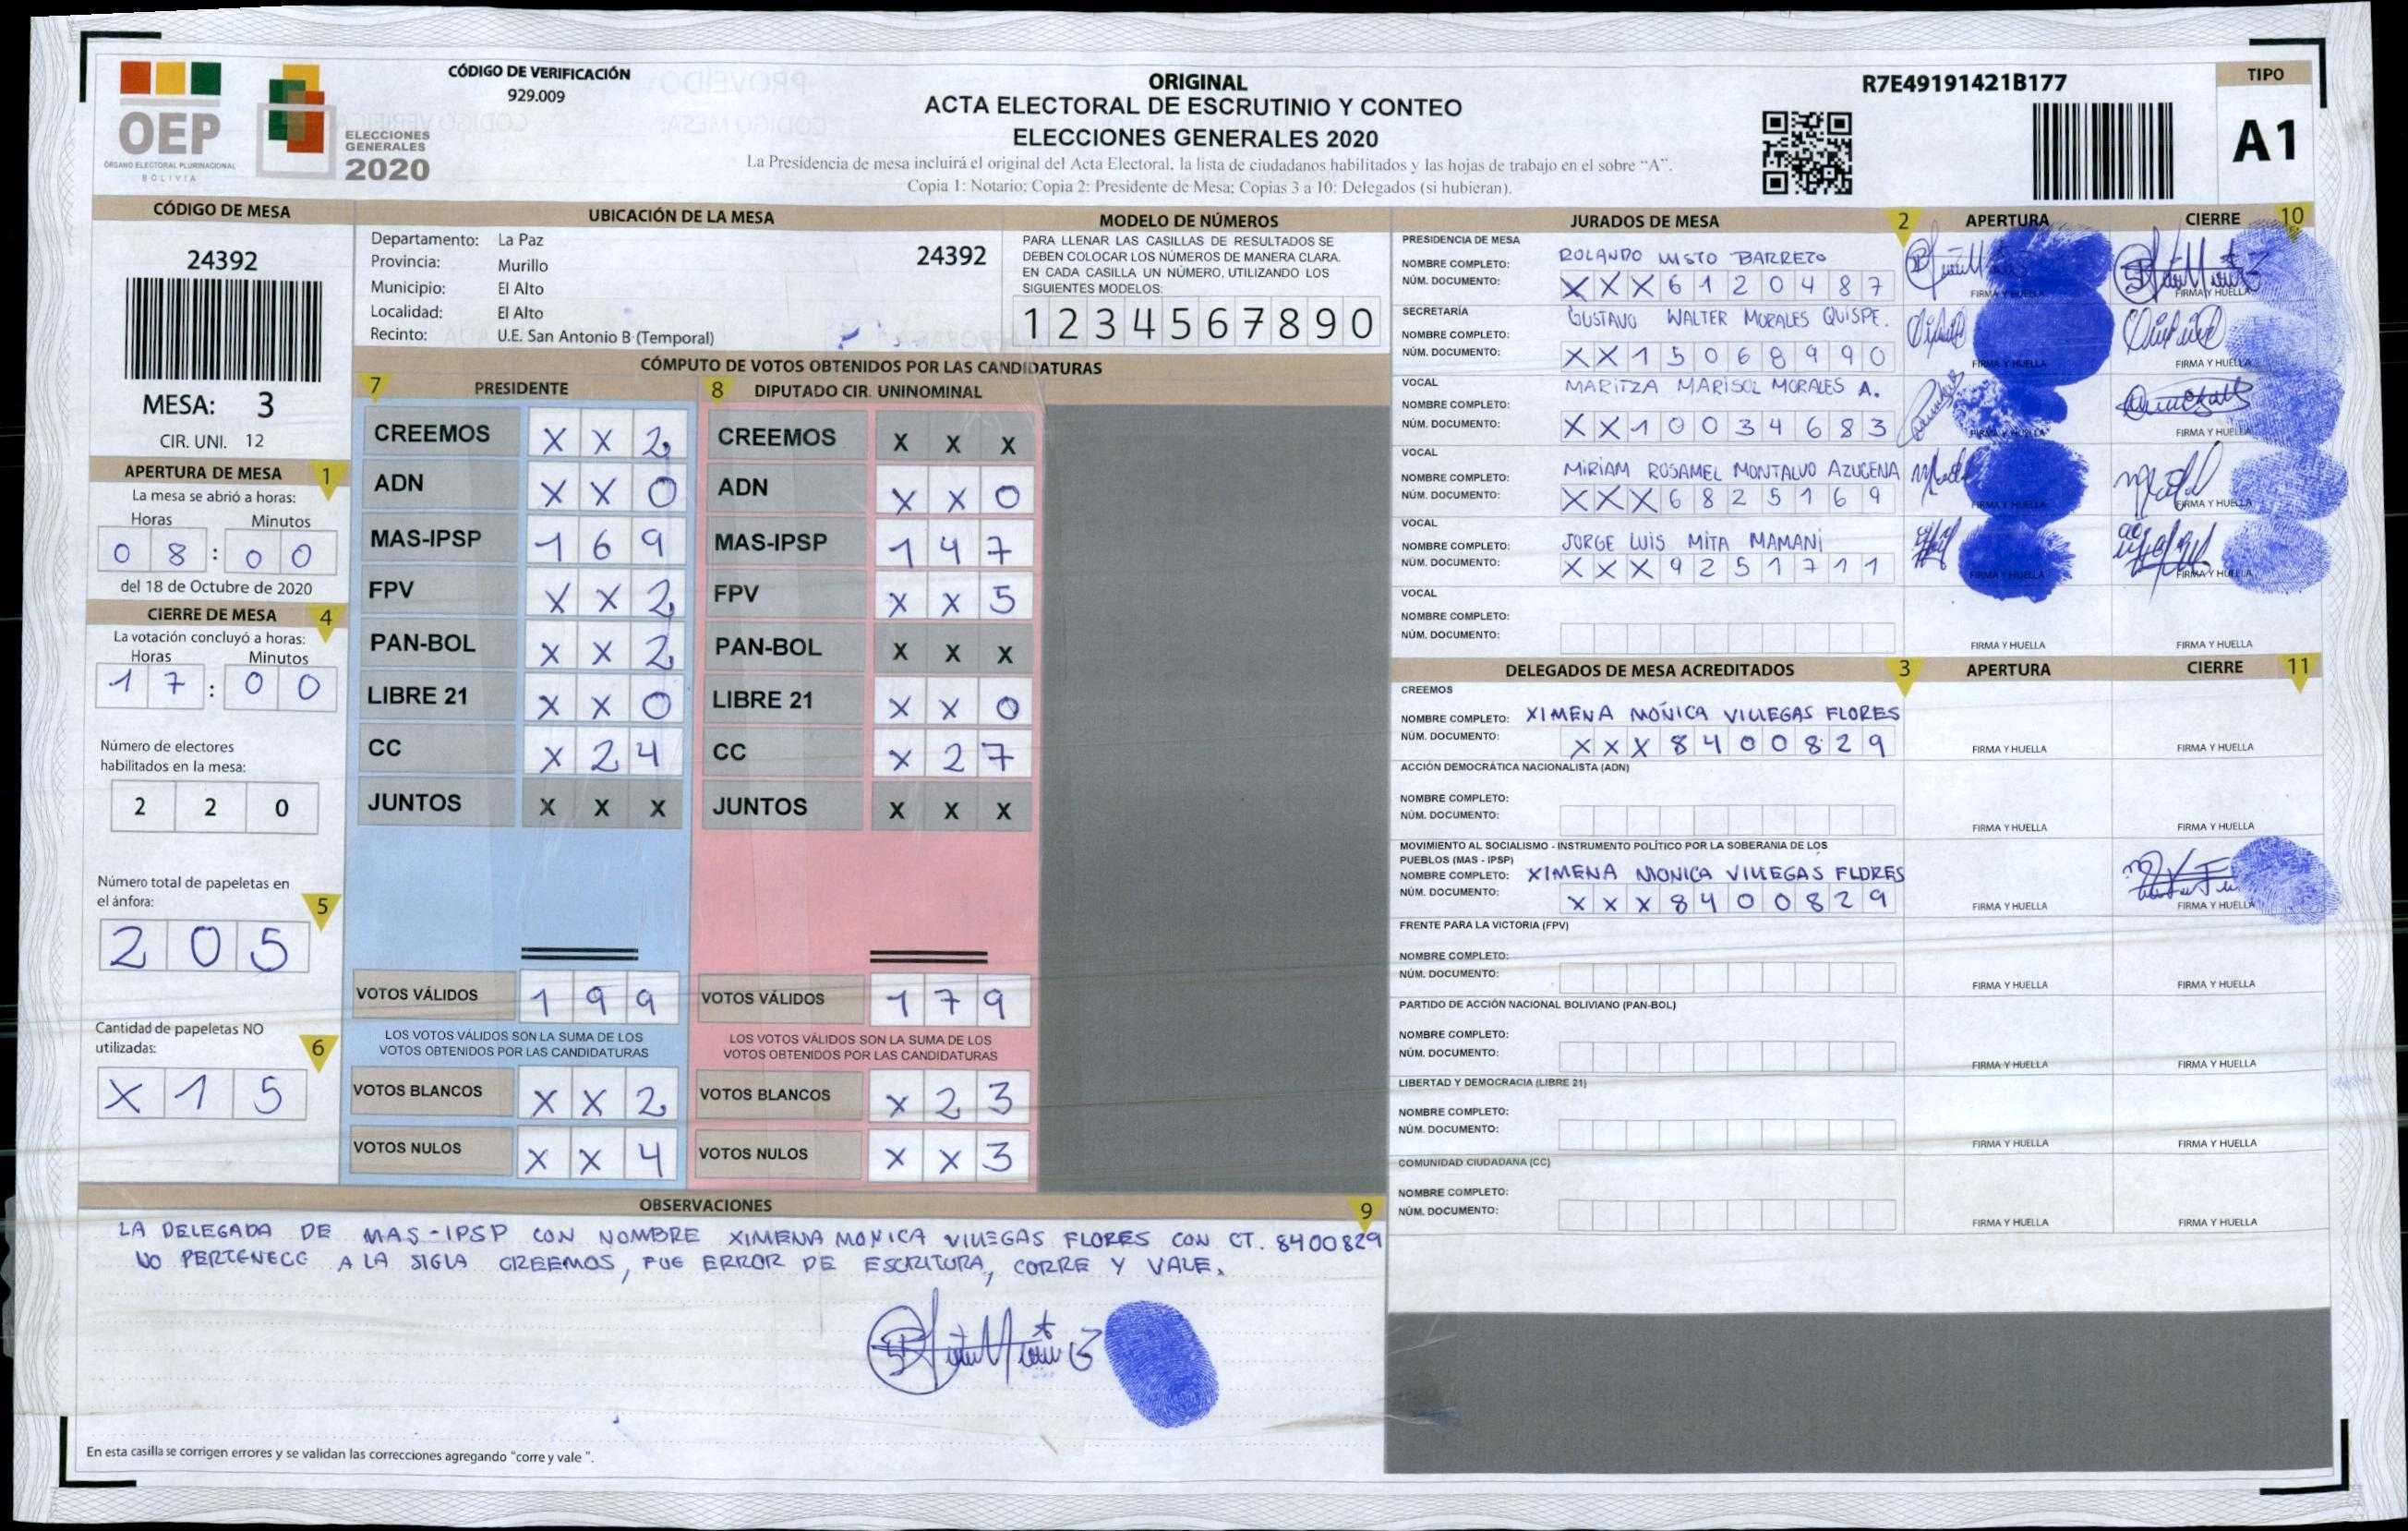 OEP
ÓRGANO ELECTORAL PLURINACIONAL
BOLIVIA
ELECCIONES
GENERALES
2020
CÓDIGO DE VERIFICACIÓN
929.009
ORIGINAL
ACTA ELECTORAL DE ESCRUTINIO Y CONTEO
ELECCIONES GENERALES 2020
La Presidencia de mesa incluirá el original del Acta Electoral, la lista de ciudadanos habilitados y las hojas de trabajo en el sobre “A”.
Copia 1: Notario; Copia 2: Presidente de Mesa; Copias 3 a 10: Delegados (si hubieran).
R7E49191421B177
TIPO
A1
CÓDIGO DE MESA
24392
MESA: 3
CIR. UNI. 12
APERTURA DE MESA 1
La mesa se abrió a horas:
Horas Minutos
0 8 : 0 0
del 18 de Octubre de 2020
CIERRE DE MESA 4
La votación concluyó a horas:
Horas Minutos
1 7 : 0 0
Número de electores
habilitados en la mesa:
2 2 0
Número total de papeletas en
el ánfora: 5
2 0 5
Cantidad de papeletas NO
utilizadas: 6
X 1 5
UBICACIÓN DE LA MESA
Departamento: La Paz
24392
Provincia: Murillo
Municipio: El Alto
Localidad: El Alto
Recinto: U.E. San Antonio B (Temporal)
MODELO DE NÚMEROS
PARA LLENAR LAS CASILLAS DE RESULTADOS SE
DEBEN COLOCAR LOS NÚMEROS DE MANERA CLARA.
EN CADA CASILLA UN NÚMERO, UTILIZANDO LOS
SIGUIENTES MODELOS:
1 2 3 4 5 6 7 8 9 0
CÓMPUTO DE VOTOS OBTENIDOS POR LAS CANDIDATURAS
7 PRESIDENTE
CREEMOS X X 2
ADN X X 0
MAS-IPSP 1 6 9
FPV X X 2
PAN-BOL X X 2
LIBRE 21 X X 0
CC X 2 4
JUNTOS X X X
VOTOS VÁLIDOS 1 9 9
LOS VOTOS VÁLIDOS SON LA SUMA DE LOS
VOTOS OBTENIDOS POR LAS CANDIDATURAS
VOTOS BLANCOS X X 2
VOTOS NULOS X X 4
8 DIPUTADO CIR. UNINOMINAL
CREEMOS X X X
ADN X X 0
MAS-IPSP 1 4 7
FPV X X 5
PAN-BOL X X X
LIBRE 21 X X 0
CC X 2 7
JUNTOS X X X
VOTOS VÁLIDOS 1 7 9
LOS VOTOS VÁLIDOS SON LA SUMA DE LOS
VOTOS OBTENIDOS POR LAS CANDIDATURAS
VOTOS BLANCOS X 2 3
VOTOS NULOS X X 3
OBSERVACIONES 9
LA DELEGADA DE MAS-IPSP CON NOMBRE XIMENA MONICA VILLEGAS FLORES CON CT. 8400829
NO PERTENECE A LA SIGLA CREEMOS, FUE ERROR DE ESCRITURA, CORRE Y VALE.
En esta casilla se corrigen errores y se validan las correcciones agregando “corre y vale ”.
JURADOS DE MESA 2 APERTURA CIERRE 10
PRESIDENCIA DE MESA
NOMBRE COMPLETO: ROLANDO MISTO BARRETO
NÚM. DOCUMENTO: X X X 6 1 2 0 4 8 7
FIRMA Y HUELLA FIRMA Y HUELLA
SECRETARÍA
NOMBRE COMPLETO: GUSTAVO WALTER MORALES QUISPE.
NÚM. DOCUMENTO: X X 1 5 0 6 8 9 9 0
FIRMA Y HUELLA FIRMA Y HUELLA
VOCAL
NOMBRE COMPLETO: MARITZA MARISOL MORALES A.
NÚM. DOCUMENTO: X X 1 0 0 3 4 6 8 3
FIRMA Y HUELLA FIRMA Y HUELLA
VOCAL
NOMBRE COMPLETO: MIRIAM ROSAMEL MONTALVO AZUGENA
NÚM. DOCUMENTO: X X X 6 8 2 5 1 6 9
FIRMA Y HUELLA FIRMA Y HUELLA
VOCAL
NOMBRE COMPLETO: JORGE LUIS MITA MAMANI
NÚM. DOCUMENTO: X X X 9 2 5 1 7 1 1
FIRMA Y HUELLA FIRMA Y HUELLA
VOCAL
NOMBRE COMPLETO:
NÚM. DOCUMENTO:
FIRMA Y HUELLA FIRMA Y HUELLA
DELEGADOS DE MESA ACREDITADOS 3 APERTURA CIERRE 11
CREEMOS
NOMBRE COMPLETO: XIMENA MONICA VILLEGAS FLORES
NÚM. DOCUMENTO: X X X 8 4 0 0 8 2 9
FIRMA Y HUELLA FIRMA Y HUELLA
ACCIÓN DEMOCRÁTICA NACIONALISTA (ADN)
NOMBRE COMPLETO:
NÚM. DOCUMENTO:
FIRMA Y HUELLA FIRMA Y HUELLA
MOVIMIENTO AL SOCIALISMO - INSTRUMENTO POLÍTICO POR LA SOBERANIA DE LOS
PUEBLOS (MAS - IPSP)
NOMBRE COMPLETO: XIMENA MONICA VILLEGAS FLORES
NÚM. DOCUMENTO: X X X 8 4 0 0 8 2 9
FIRMA Y HUELLA FIRMA Y HUELLA
FRENTE PARA LA VICTORIA (FPV)
NOMBRE COMPLETO:
NÚM. DOCUMENTO:
FIRMA Y HUELLA FIRMA Y HUELLA
PARTIDO DE ACCIÓN NACIONAL BOLIVIANO (PAN-BOL)
NOMBRE COMPLETO:
NÚM. DOCUMENTO:
FIRMA Y HUELLA FIRMA Y HUELLA
LIBERTAD Y DEMOCRACIA (LIBRE 21)
NOMBRE COMPLETO:
NÚM. DOCUMENTO:
FIRMA Y HUELLA FIRMA Y HUELLA
COMUNIDAD CIUDADANA (CC)
NOMBRE COMPLETO:
NÚM. DOCUMENTO:
FIRMA Y HUELLA FIRMA Y HUELLA